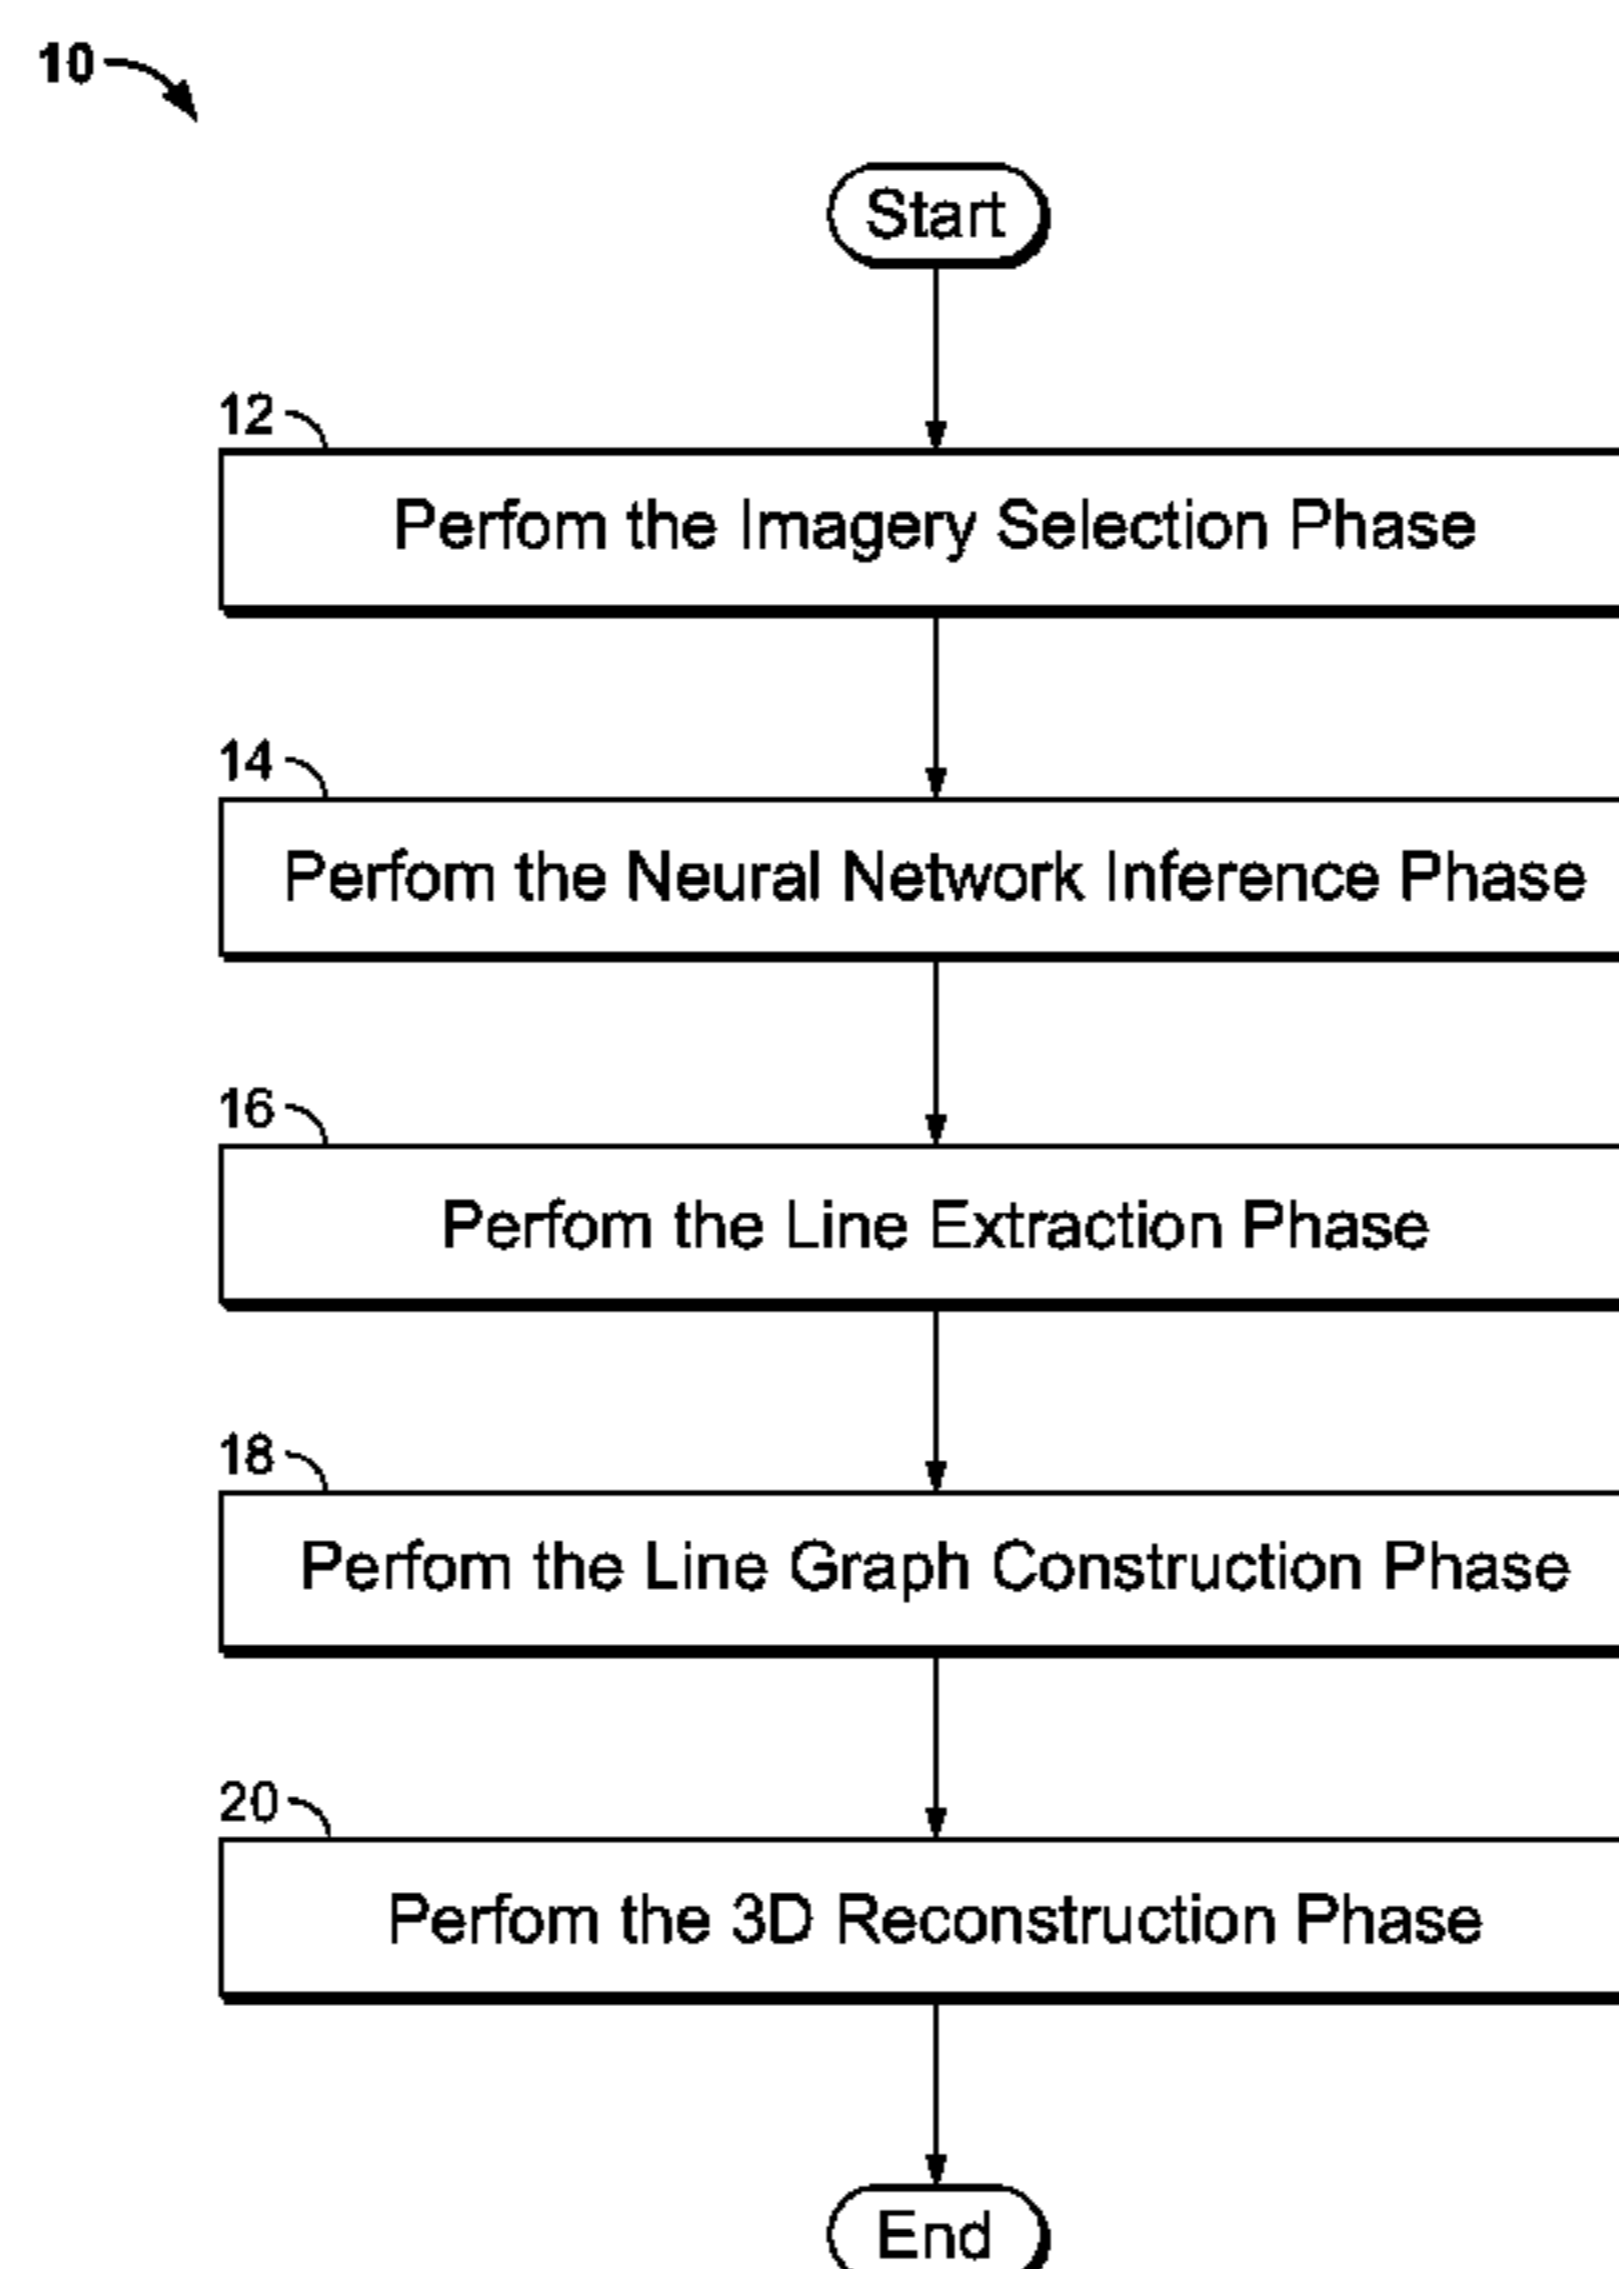 10
Start
12
Perfom the Imagery Selection Phase
14
Perfom the Neural Network Inference Phase
16
Perfom the Line Extraction Phase
18
Perfom the Line Graph Construction Phase
20
Perfom the 3D Reconstruction Phase
End